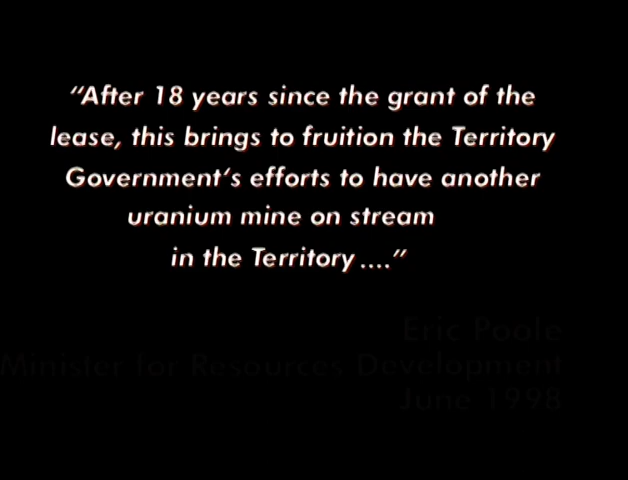 “After 18 years since the grant of the
lease, this brings to fruition the Territory
Government‘s efforts to have another
uranium mine on stream
in the Territory ....”
Eric Poole
Minister for Resources Development
June 1998